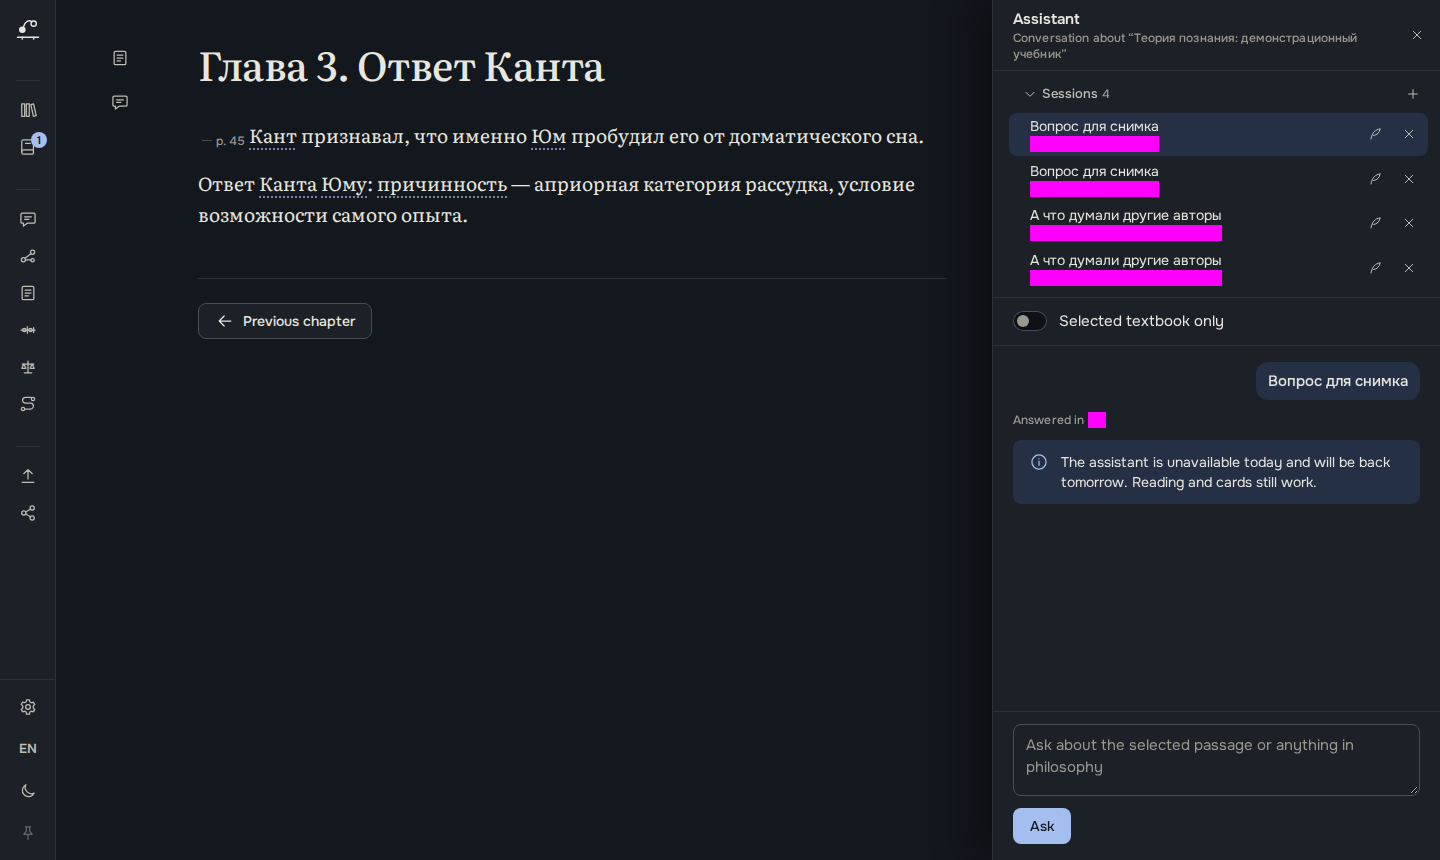 1
EN
Глава 3. Ответ Канта
— p. 45 Кант признавал, что именно Юм пробудил его от догматического сна.
Ответ Канта Юму: причинность — априорная категория рассудка, условие
возможности самого опыта.
Previous chapter
Assistant
Conversation about “Теория познания: демонстрационный
учебник”
Sessions 4
Вопрос для снимка
Вопрос для снимка
А что думали другие авторы
А что думали другие авторы
Selected textbook only
Вопрос для снимка
Answered in
The assistant is unavailable today and will be back
tomorrow. Reading and cards still work.
Ask about the selected passage or anything in
philosophy
Ask